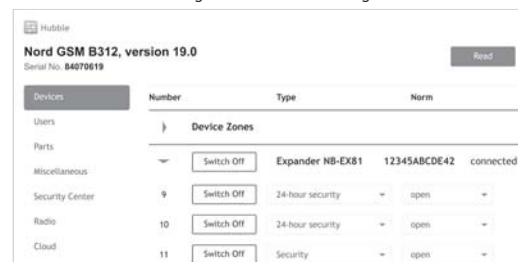 Hubble
Nord GSM B312, version 19.0
Serial No. 84070619
Read
Devices
Users
Parts
Miscellaneous
Security Center
Radio
Cloud
Number Type Norm
Device Zones
Switch Off Expander NB-EX81 12345ABCDE42 connected
9 Switch Off 24-hour security open
10 Switch Off 24-hour security open
11 Switch Off Security open